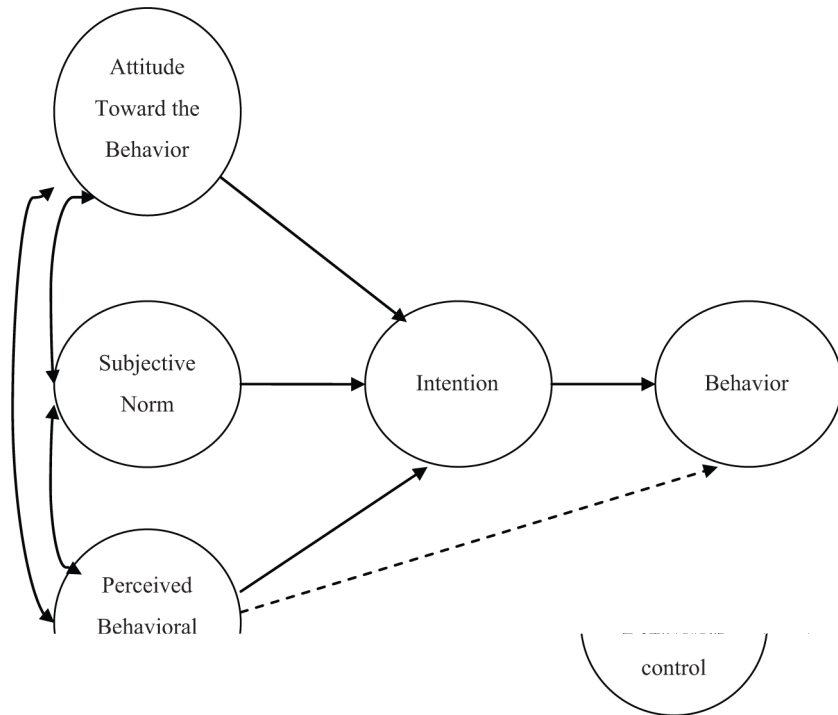 Attitude
Toward the
Behavior
Subjective
Norm
Intention
Behavior
Perceived
Behavioral
control